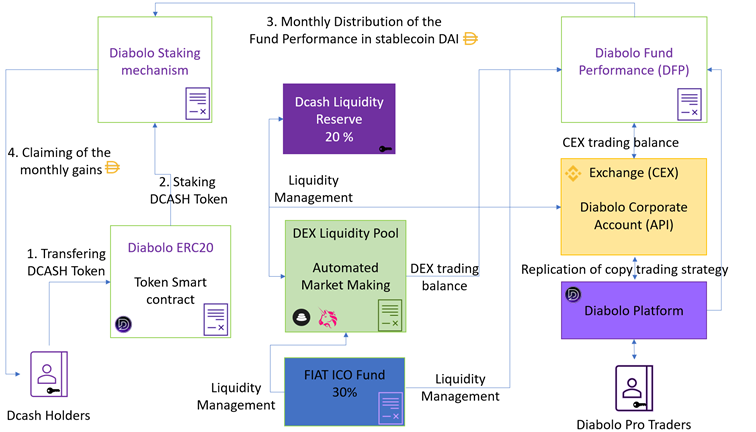 3. Monthly Distribution of the
Fund Performance in stablecoin DAI
Diabolo Staking
mechanism
Diabolo Fund
Performance (DFP)
Dcash Liquidity
Reserve
20 %
CEX trading balance
4. Claiming of the
monthly gains
2. Staking
DCASH Token
Liquidity
Management
Exchange (CEX)
Diabolo Corporate
Account (API)
DEX Liquidity Pool
Automated
Market Making
1. Transfering
DCASH Token
Diabolo ERC20
Token Smart
contract
DEX trading
balance
Replication of copy trading strategy
Diabolo Platform
FIAT ICO Fund
30%
Liquidity
Management
Liquidity
Management
Dcash Holders
Diabolo Pro Traders